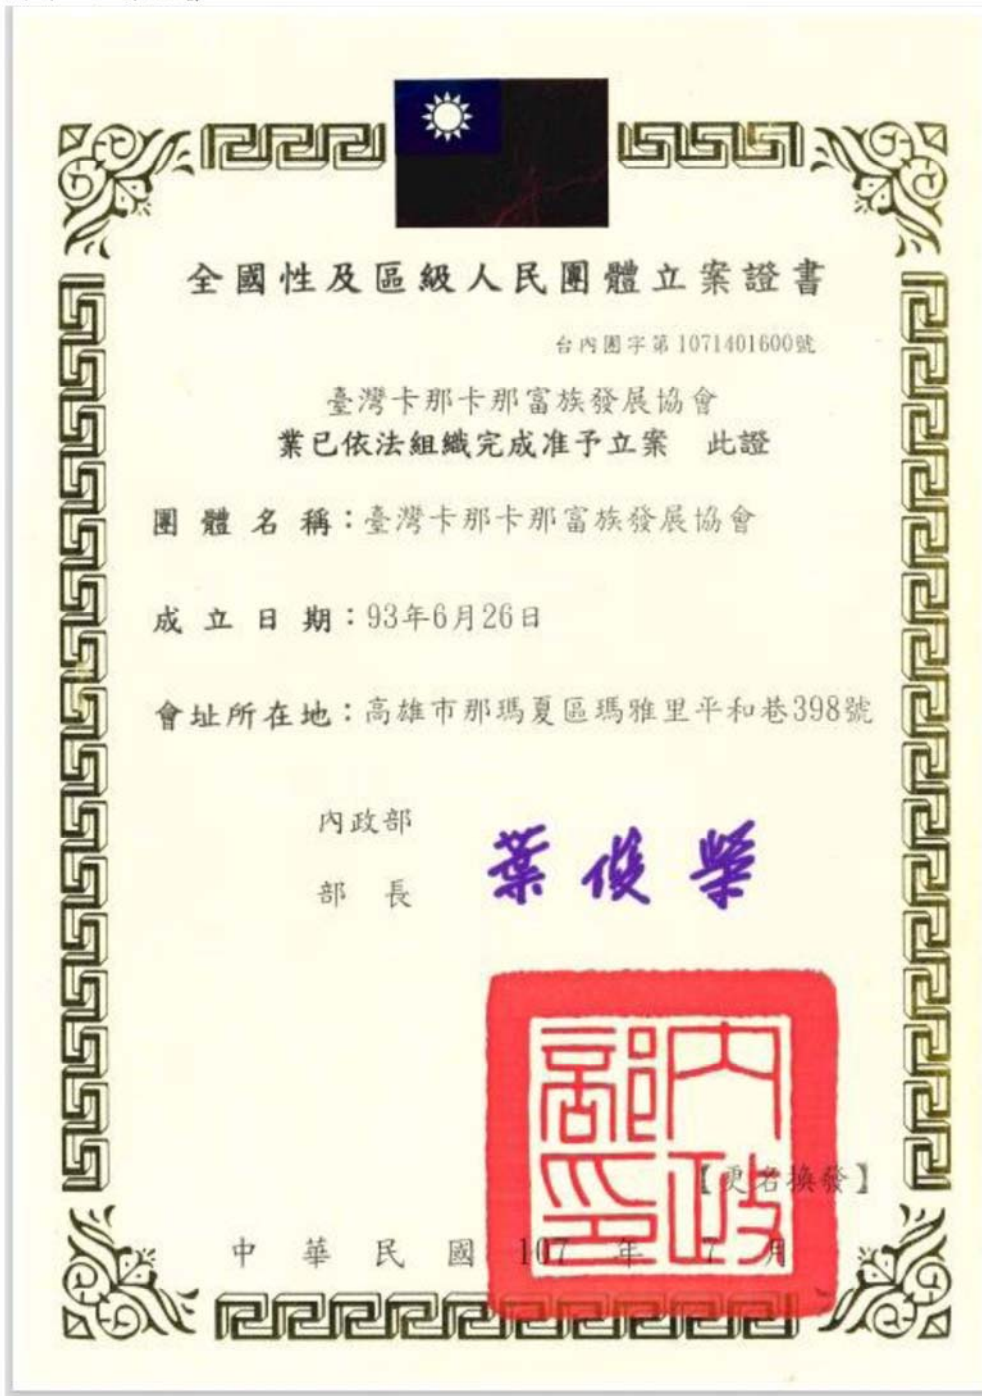 全國性及區級人民團體立案證書
台內團字第1071401600號
臺灣卡那卡那富族發展協會
業已依法組織完成准予立案 此證
團體名稱：臺灣卡那卡那富族發展協會
成立日期：93年6月26日
會址所在地：高雄市那瑪夏區瑪雅里平和巷398號
內政部
部長
葉俊榮
內政部印
【更名換發】
中華民國107年7月